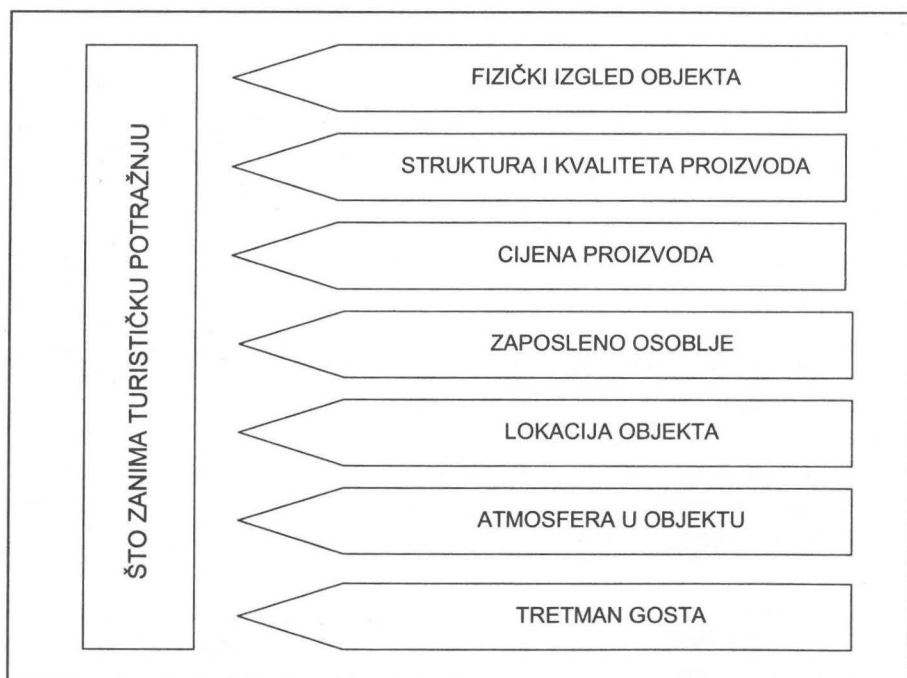 ŠTO ZANIMA TURISTIČKU POTRAŽNJU
FIZIČKI IZGLED OBJEKTA
STRUKTURA I KVALITETA PROIZVODA
CIJENA PROIZVODA
ZAPOSLENO OSOBLJE
LOKACIJA OBJEKTA
ATMOSFERA U OBJEKTU
TRETMAN GOSTA